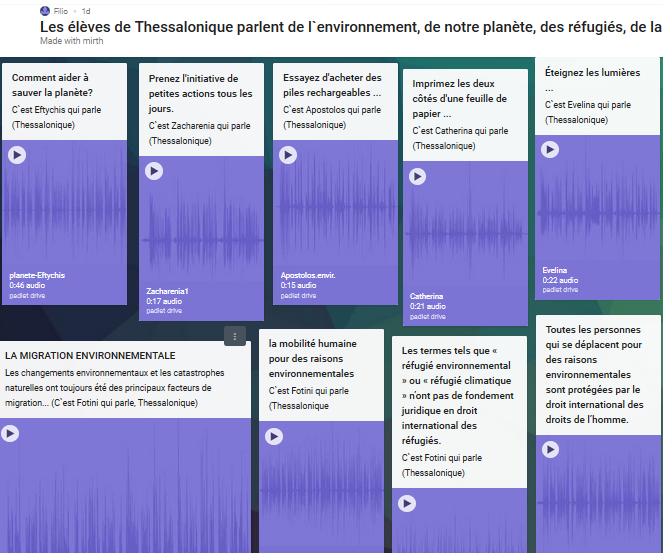 Filio · 1d
Les élèves de Thessalonique parlent de l`environnement, de notre planète, des réfugiés, de la
Made with mirth
Comment aider à
sauver la planète?
C`est Eftychis qui parle
(Thessalonique)
planete-Eftychis
0:46 audio
padlet drive
Prenez l'initiative de
petites actions tous les
jours.
C`est Zacharenia qui parle
(Thessalonique)
Zacharenia1
0:17 audio
padlet drive
Essayez d'acheter des
piles rechargeables ...
C`est Apostolos qui parle
(Thessalonique)
Apostolos.envir.
0:15 audio
padlet drive
Imprimez les deux
côtés d'une feuille de
papier ...
C`est Catherina qui parle
(Thessalonique)
Catherina
0:21 audio
padlet drive
Éteignez les lumières
...
C`est Evelina qui parle
(Thessalonique)
Evelina
0:22 audio
padlet drive
LA MIGRATION ENVIRONNEMENTALE
Les changements environnementaux et les catastrophes
naturelles ont toujours été des principaux facteurs de
migration... (C`est Fotini qui parle, Thessalonique)
la mobilité humaine
pour des raisons
environnementales
C`est Fotini qui parle
(Thessalonique
Les termes tels que «
réfugié environnemental
» ou « réfugié climatique
» n'ont pas de fondement
juridique en droit
international des
réfugiés.
C`est Fotini qui parle
(Thessalonique)
Toutes les personnes
qui se déplacent pour
des raisons
environnementales
sont protégées par le
droit international des
droits de l'homme.